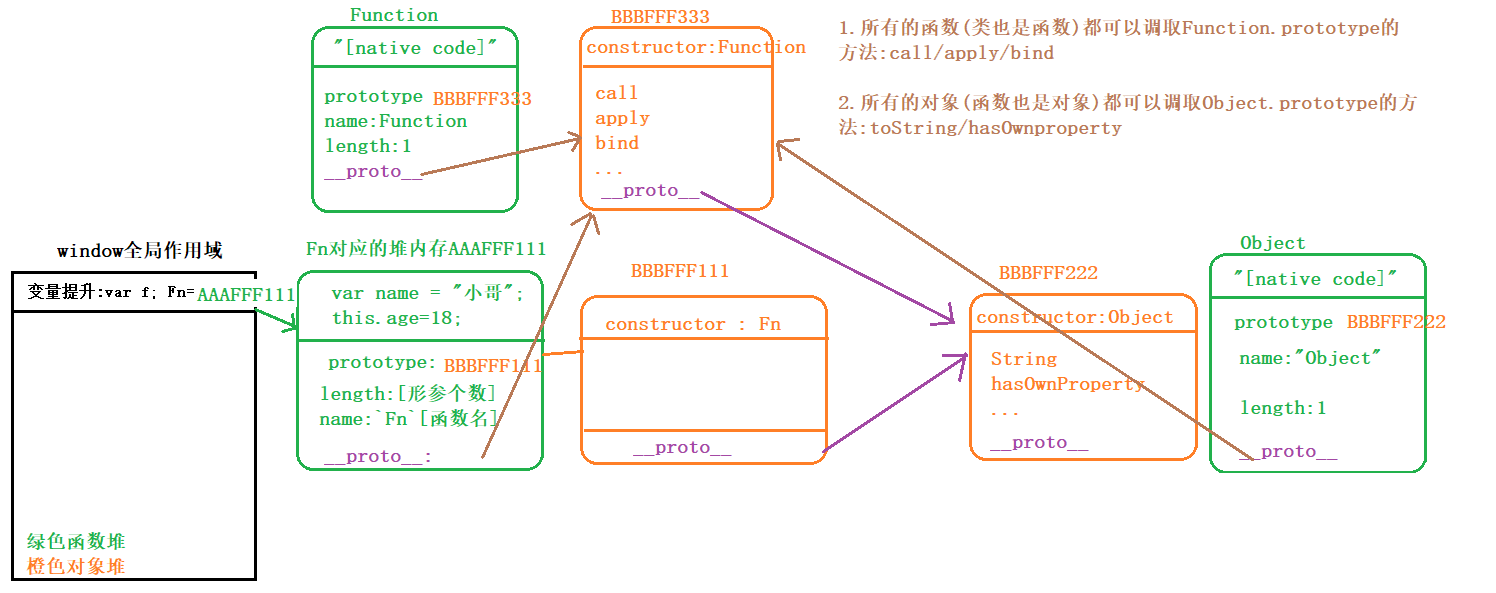 Function
"[native code]"
prototype BBBFFF333
name:Function
length:1
__proto__
BBBFFF333
constructor:Function
call
apply
bind
...
__proto__
1.所有的函数(类也是函数)都可以调取Function.prototype的
方法:call/apply/bind
2.所有的对象(函数也是对象)都可以调取Object.prototype的方
法:toString/hasOwnproperty
window全局作用域
变量提升:var f; Fn= AAAFFF111
绿色函数堆
橙色对象堆
Fn对应的堆内存AAAFFF111
var name = "小哥";
this.age=18;
prototype: BBBFFF111
length:[形参个数]
name:`Fn`[函数名]
__proto__:
BBBFFF111
constructor : Fn
__proto__
BBBFFF222
constructor:Object
String
hasOwnProperty
...
__proto__
Object
"[native code]"
prototype BBBFFF222
name:"Object"
length:1
__proto__